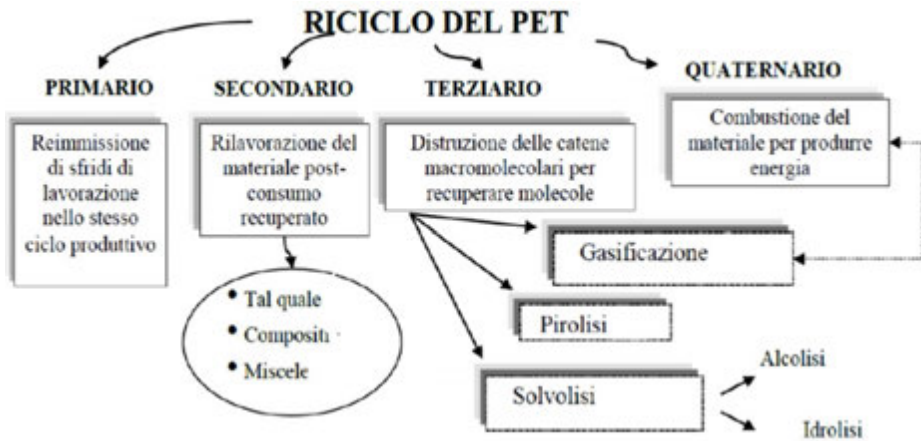 RICICLO DEL PET
PRIMARIO
Reimmissione
di sfridi di
lavorazione
nello stesso
ciclo produttivo
SECONDARIO
Rilavorazione del
materiale post-
consumo
recuperato
• Tal quale
• Compositi
• Miscele
TERZIARIO
Distruzione delle catene
macromolecolari per
recuperare molecole
Gasificazione
Pirolisi
Solvolisi
Alcolisi
Idrolisi
QUATERNARIO
Combustione del
materiale per produrre
energia